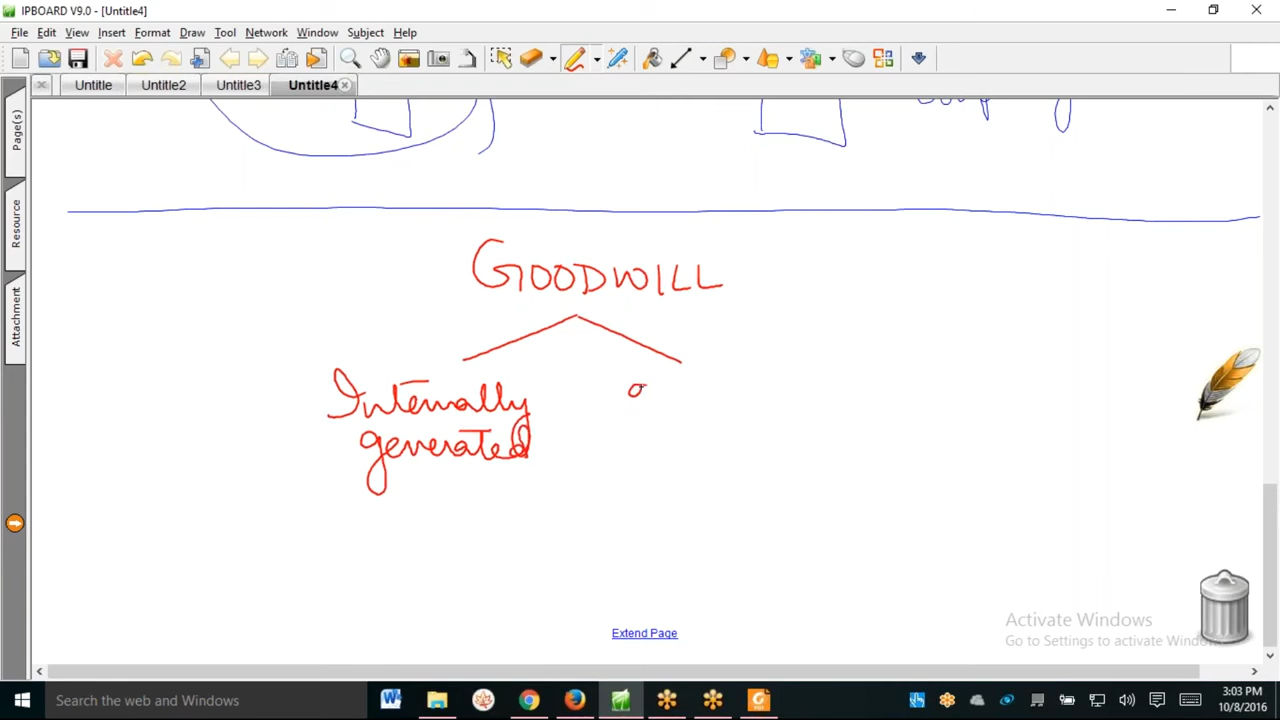 IPBOARD V9.0 - [Untitle4]
File Edit View Insert Format Draw Tool Network Window Subject Help
Untitle Untitle2 Untitle3 Untitle4
Page(s)
Resource
Attachment
GOODWILL
Internally
generated
Extend Page
Activate Windows
Go to Settings to activate Windows
Search the web and Windows
3:03 PM
10/8/2016